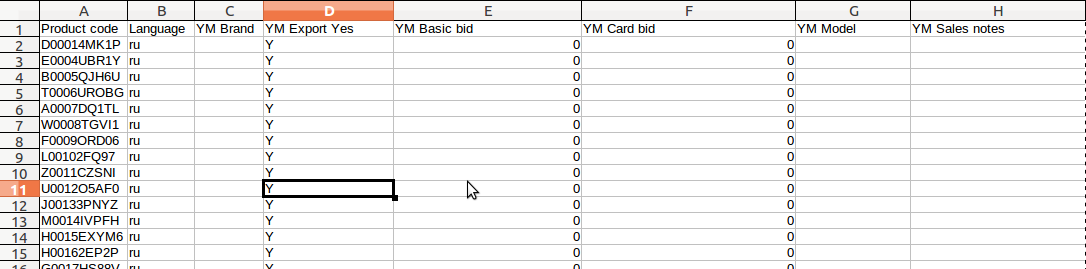 A B C D E F G H
1 Product code Language YM Brand YM Export Yes YM Basic bid YM Card bid YM Model YM Sales notes
2 D00014MK1P ru Y 0 0
3 E0004UBR1Y ru Y 0 0
4 B0005QJH6U ru Y 0 0
5 T0006UROBG ru Y 0 0
6 A0007DQ1TL ru Y 0 0
7 W0008TGVI1 ru Y 0 0
8 F0009ORD06 ru Y 0 0
9 L00102FQ97 ru Y 0 0
10 Z0011CZSNI ru Y 0 0
11 U0012O5AF0 ru Y 0 0
12 J00133PNYZ ru Y 0 0
13 M0014IVPFH ru Y 0 0
14 H0015EXYM6 ru Y 0 0
15 H00162EP2P ru Y 0 0
16 G0017HS88V ru Y 0 0